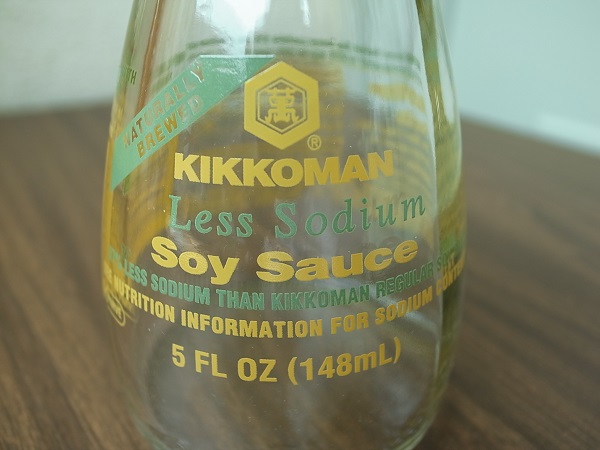 NATURALLY
BREWED
萬
®
KIKKOMAN
Less Sodium
Soy Sauce
LESS SODIUM THAN KIKKOMAN REGULAR
NUTRITION INFORMATION FOR SODIUM
5 FL OZ (148mL)